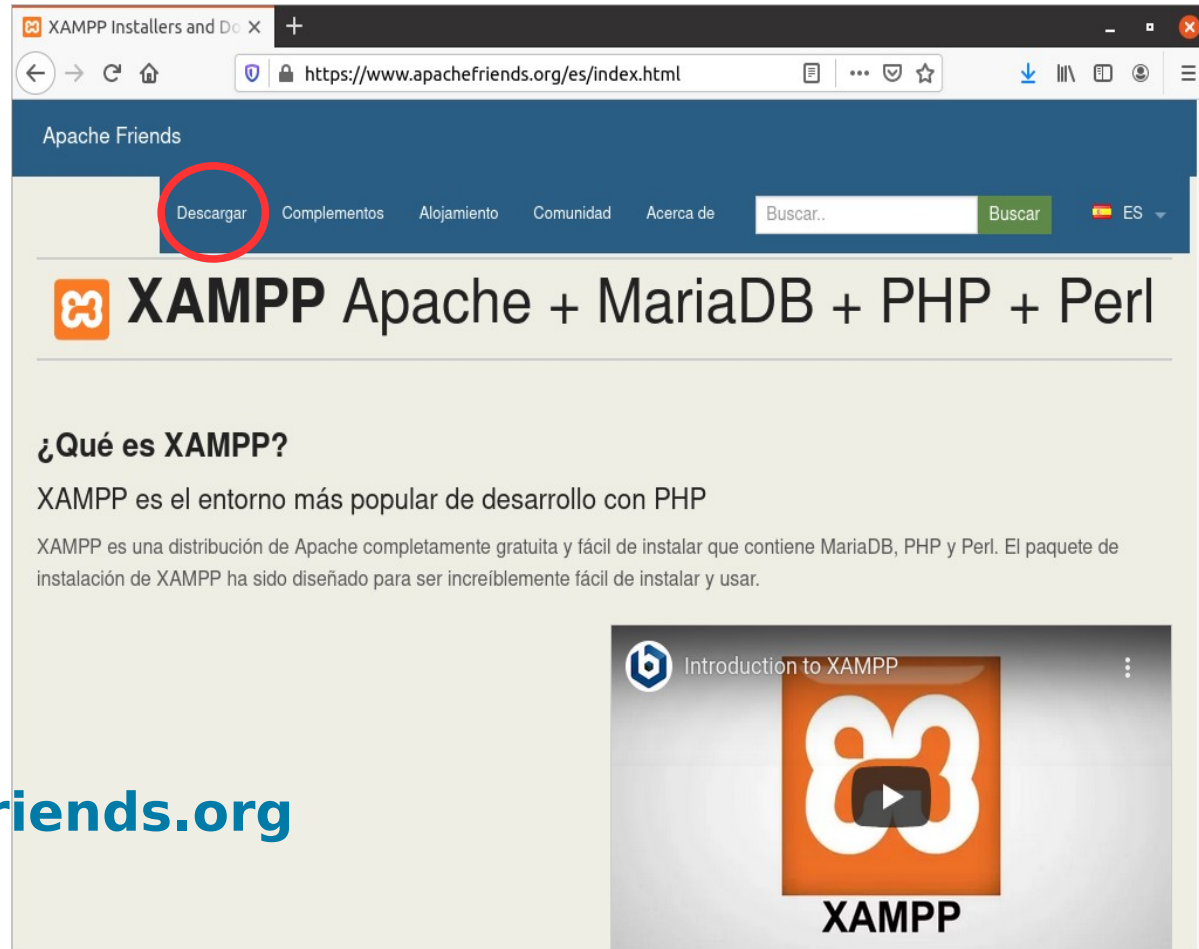 XAMPP Installers and Do
https://www.apachefriends.org/es/index.html
Apache Friends
Descargar Complementos Alojamiento Comunidad Acerca de Buscar.. Buscar ES
XAMPP Apache + MariaDB + PHP + Perl
¿Qué es XAMPP?
XAMPP es el entorno más popular de desarrollo con PHP
XAMPP es una distribución de Apache completamente gratuita y fácil de instalar que contiene MariaDB, PHP y Perl. El paquete de
instalación de XAMPP ha sido diseñado para ser increíblemente fácil de instalar y usar.
Introduction to XAMPP
riends.org
XAMPP